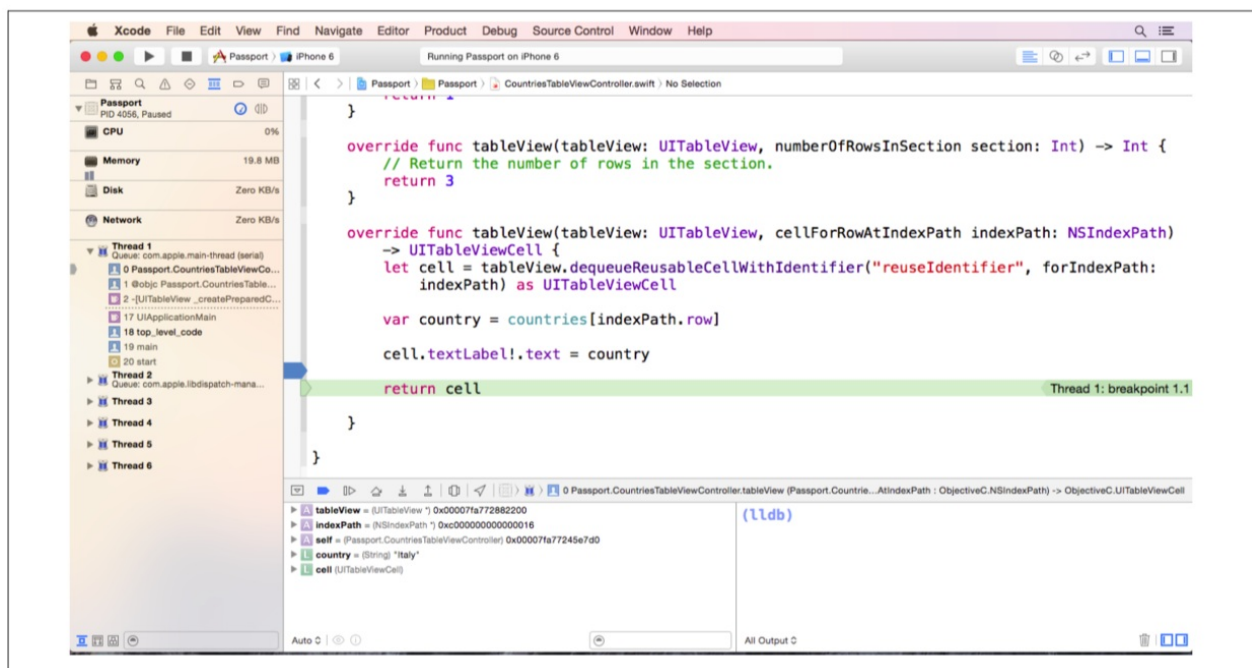 Xcode File Edit View Find Navigate Editor Product Debug Source Control Window Help
Passport iPhone 6
Running Passport on iPhone 6
Passport Passport CountriesTableViewController.swift No Selection
Passport
PID 4056, Paused
CPU 0%
Memory 19.8 MB
Disk Zero KB/s
Network Zero KB/s
Thread 1
Queue: com.apple.main-thread (serial)
0 Passport.CountriesTableViewCo...
1 @objc Passport.CountriesTable...
2 -[UITableView _createPreparedC...
17 UIApplicationMain
18 top_level_code
19 main
20 start
Thread 2
Queue: com.apple.libdispatch-mana...
Thread 3
Thread 4
Thread 5
Thread 6
return 1
}
override func tableView(tableView: UITableView, numberOfRowsInSection section: Int) -> Int {
// Return the number of rows in the section.
return 3
}
override func tableView(tableView: UITableView, cellForRowAtIndexPath indexPath: NSIndexPath)
-> UITableViewCell {
let cell = tableView.dequeueReusableCellWithIdentifier("reuseIdentifier", forIndexPath:
indexPath) as UITableViewCell
var country = countries[indexPath.row]
cell.textLabel!.text = country
return cell
Thread 1: breakpoint 1.1
}
}
0 Passport.CountriesTableViewController.tableView (Passport.Countrie...AtIndexPath : ObjectiveC.NSIndexPath) -> ObjectiveC.UITableViewCell
A tableView = (UITableView *) 0x00007fa772882200
A indexPath = (NSIndexPath *) 0xc000000000000016
A self = (Passport.CountriesTableViewController) 0x00007fa77245e7d0
L country = (String) "Italy"
L cell (UITableViewCell)
(lldb)
Auto
All Output